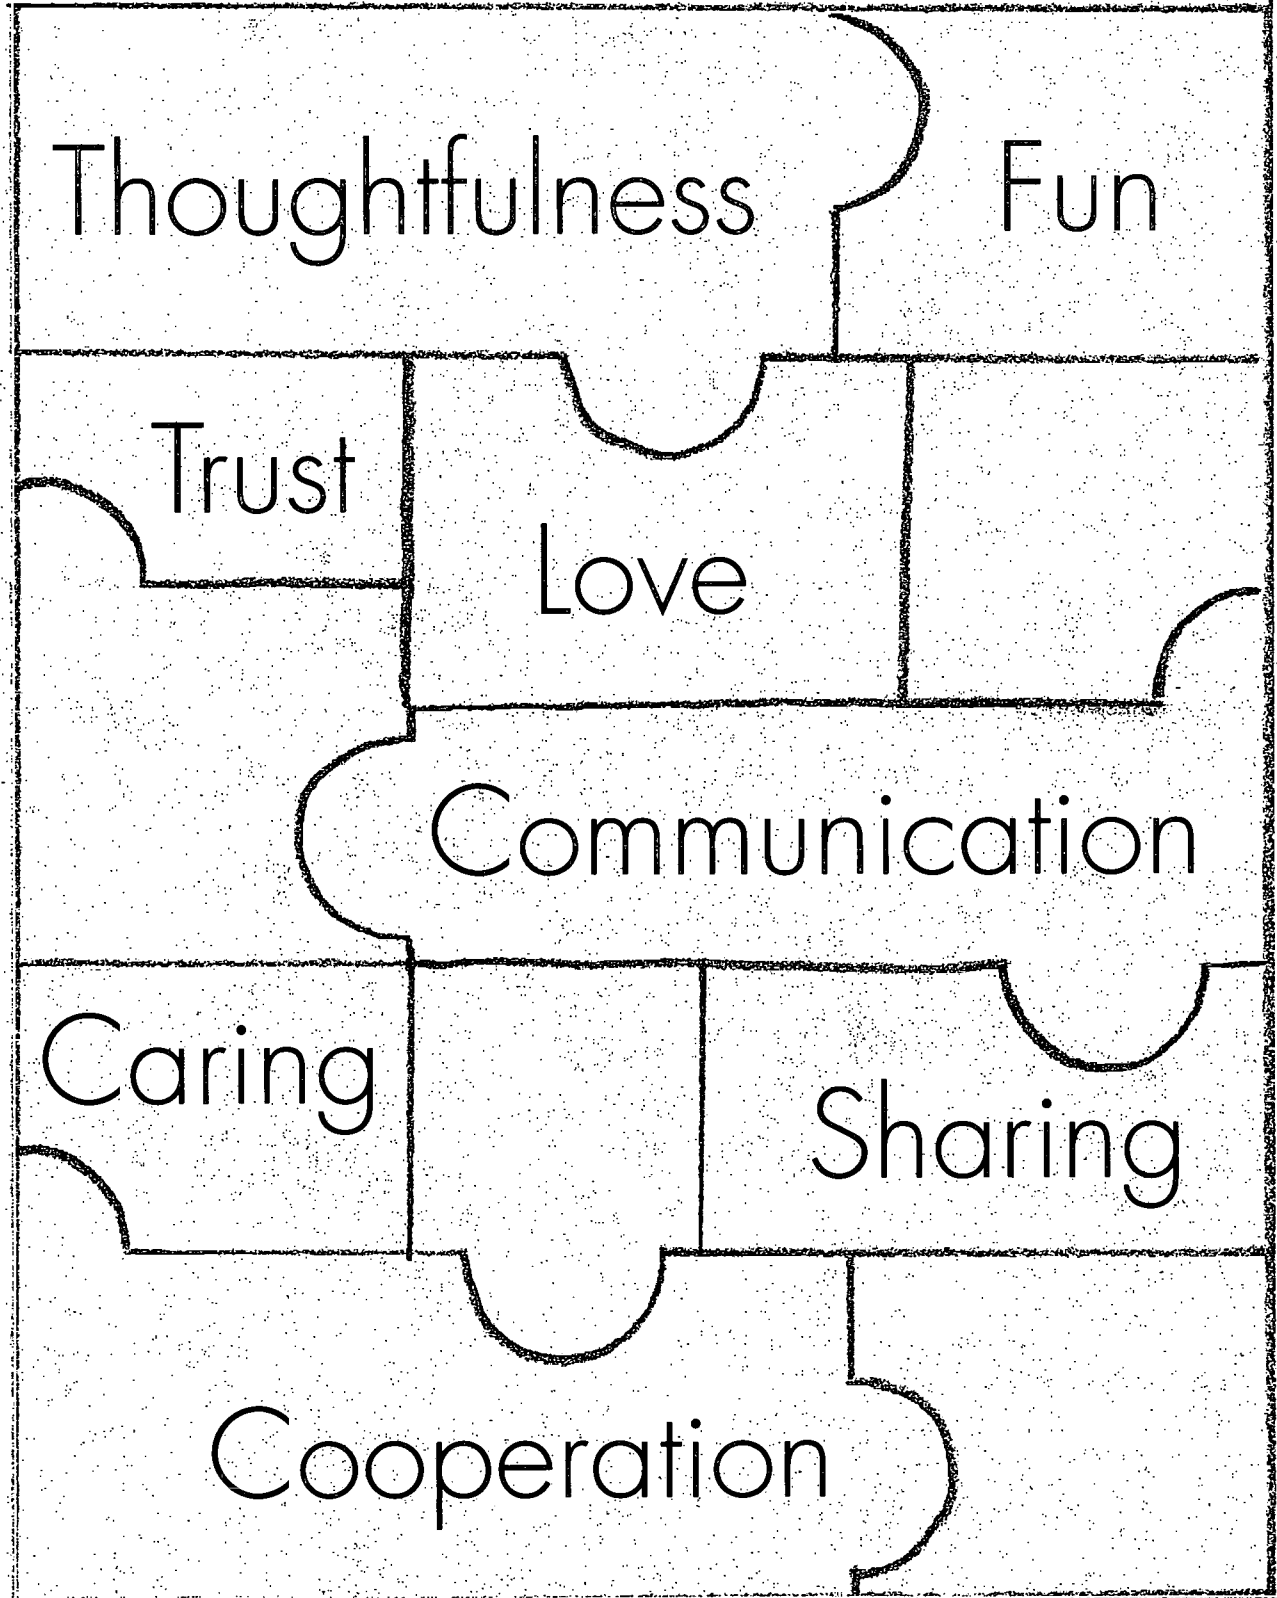 Thoughtfulness
Fun
Trust
Love
Communication
Caring
Sharing
Cooperation